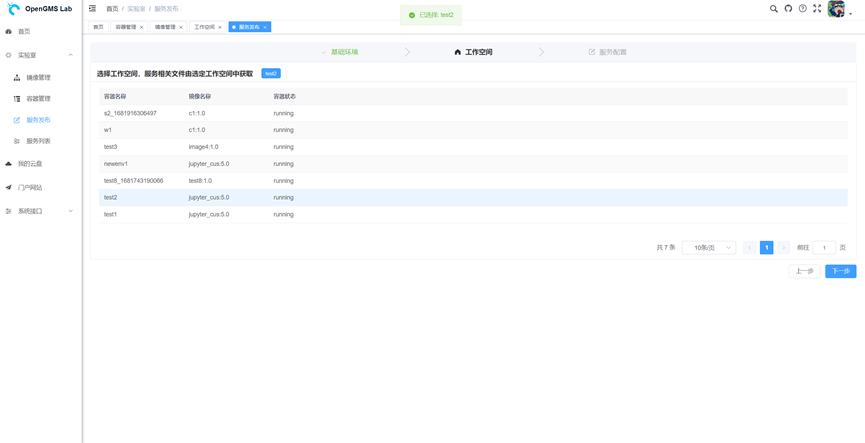 OpenGMS Lab
首页 / 实验室 / 服务发布
已选择: test2
首页
容器管理 ×
镜像管理 ×
工作空间 ×
服务发布 ×
首页
实验室
镜像管理
容器管理
服务发布
服务列表
我的云盘
门户网站
系统接口
基础环境
工作空间
服务配置
选择工作空间，服务相关文件由选定工作空间中获取 test2
容器名称 镜像名称 容器状态
s2_1681916306497 c1:1.0 running
w1 c1:1.0 running
test3 image4:1.0 running
newenv1 jupyter_cus:5.0 running
test8_1681743190066 test8:1.0 running
test2 jupyter_cus:5.0 running
test1 jupyter_cus:5.0 running
共 7 条 10条/页 1 前往 1 页
上一步 下一步